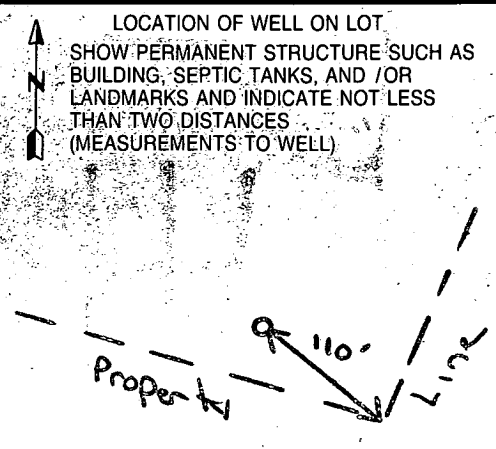 LOCATION OF WELL ON LOT
SHOW PERMANENT STRUCTURE SUCH AS
BUILDING, SEPTIC TANKS, AND /OR
LANDMARKS AND INDICATE NOT LESS
THAN TWO DISTANCES
(MEASUREMENTS TO WELL)
N
110'
Property Line